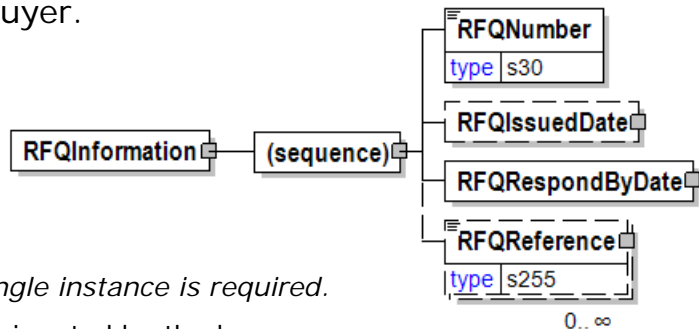 uyer.
RFQNumber
type s30
RFQIssuedDate
RFQInformation
(sequence)
RFQRespondByDate
RFQReference
type s255
ngle instance is required.
0..∞